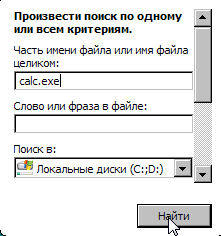 Произвести поиск по одному
или всем критериям.
Часть имени файла или имя файла
целиком:
calc.exe
Слово или фраза в файле:
Поиск в:
Локальные диски (C:;D:)
Найти